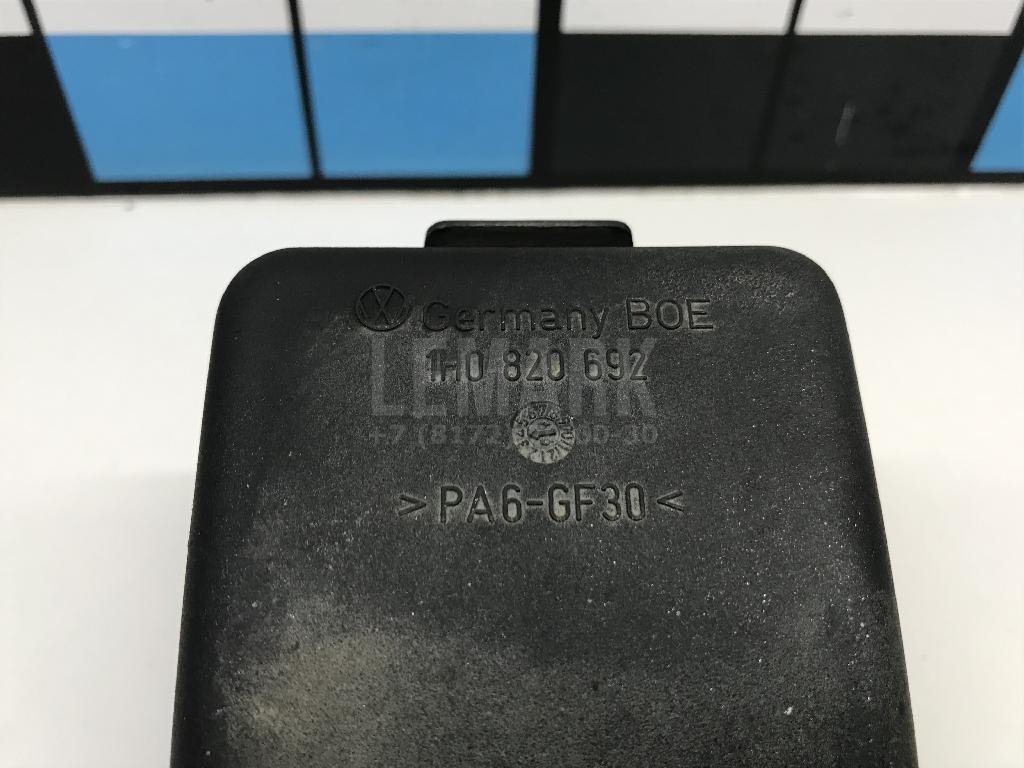 Germany BOE
1H0 820 692
LEMARK
>PA6-GF30<